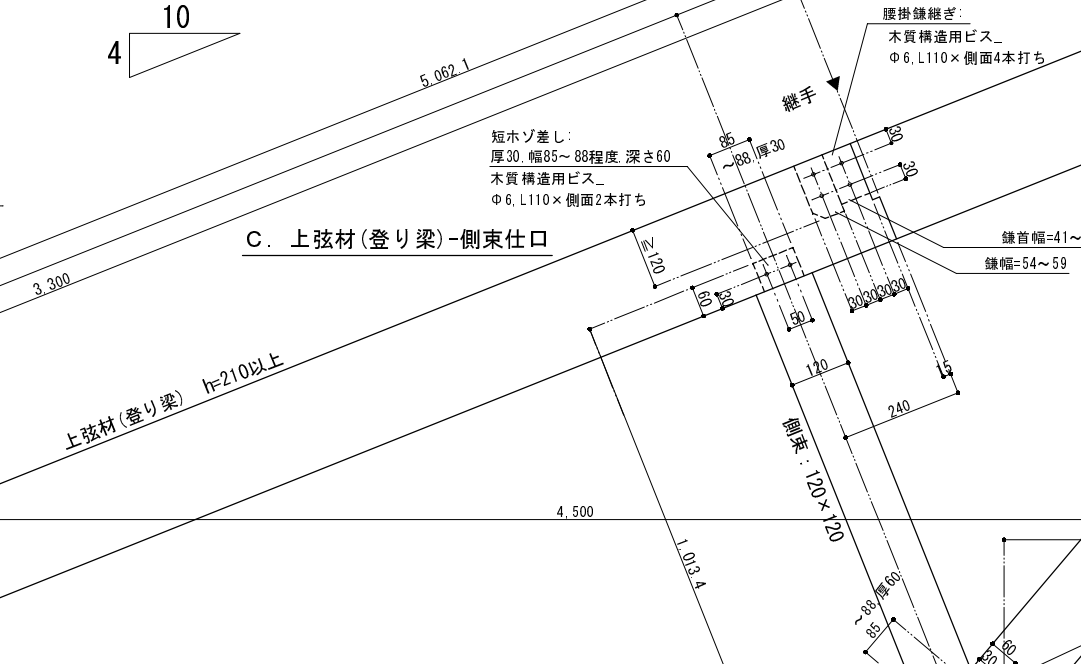 10
4
腰掛鎌継ぎ:
木質構造用ビス_
Φ6,L110×側面4本打ち
5,062.1
継手
短ホゾ差し:
厚30,幅85~88程度,深さ60
木質構造用ビス_
Φ6,L110×側面2本打ち
85
~88,厚30
30
30
C. 上弦材(登り梁)-側束仕口
≧120
鎌首幅=41~
鎌幅=54~59
3,300
60
30
50
30
30
30
30
上弦材(登り梁) h=210以上
120
15
240
側束:120×120
4,500
1,013.4
~88,厚60
85
60
30